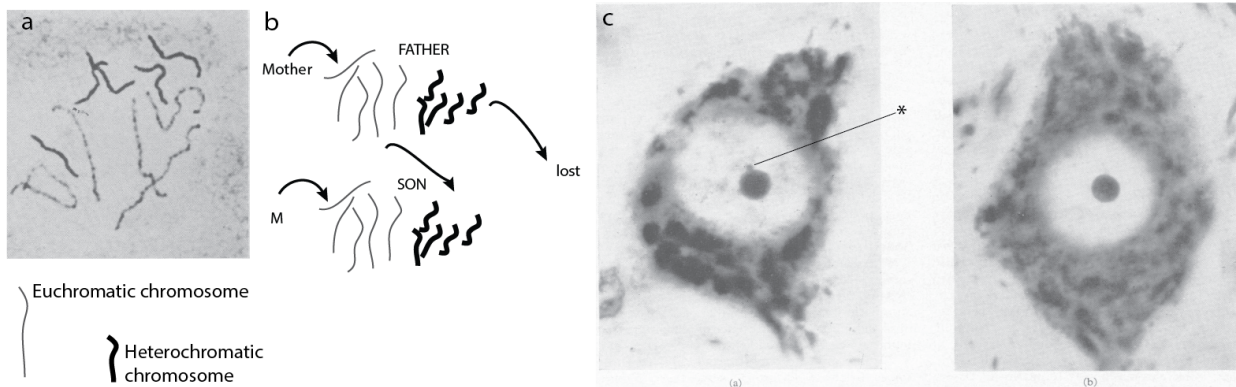 a
b
c
Mother
FATHER
lost
M
SON
Euchromatic chromosome
Heterochromatic
chromosome
*
(a)
(b)